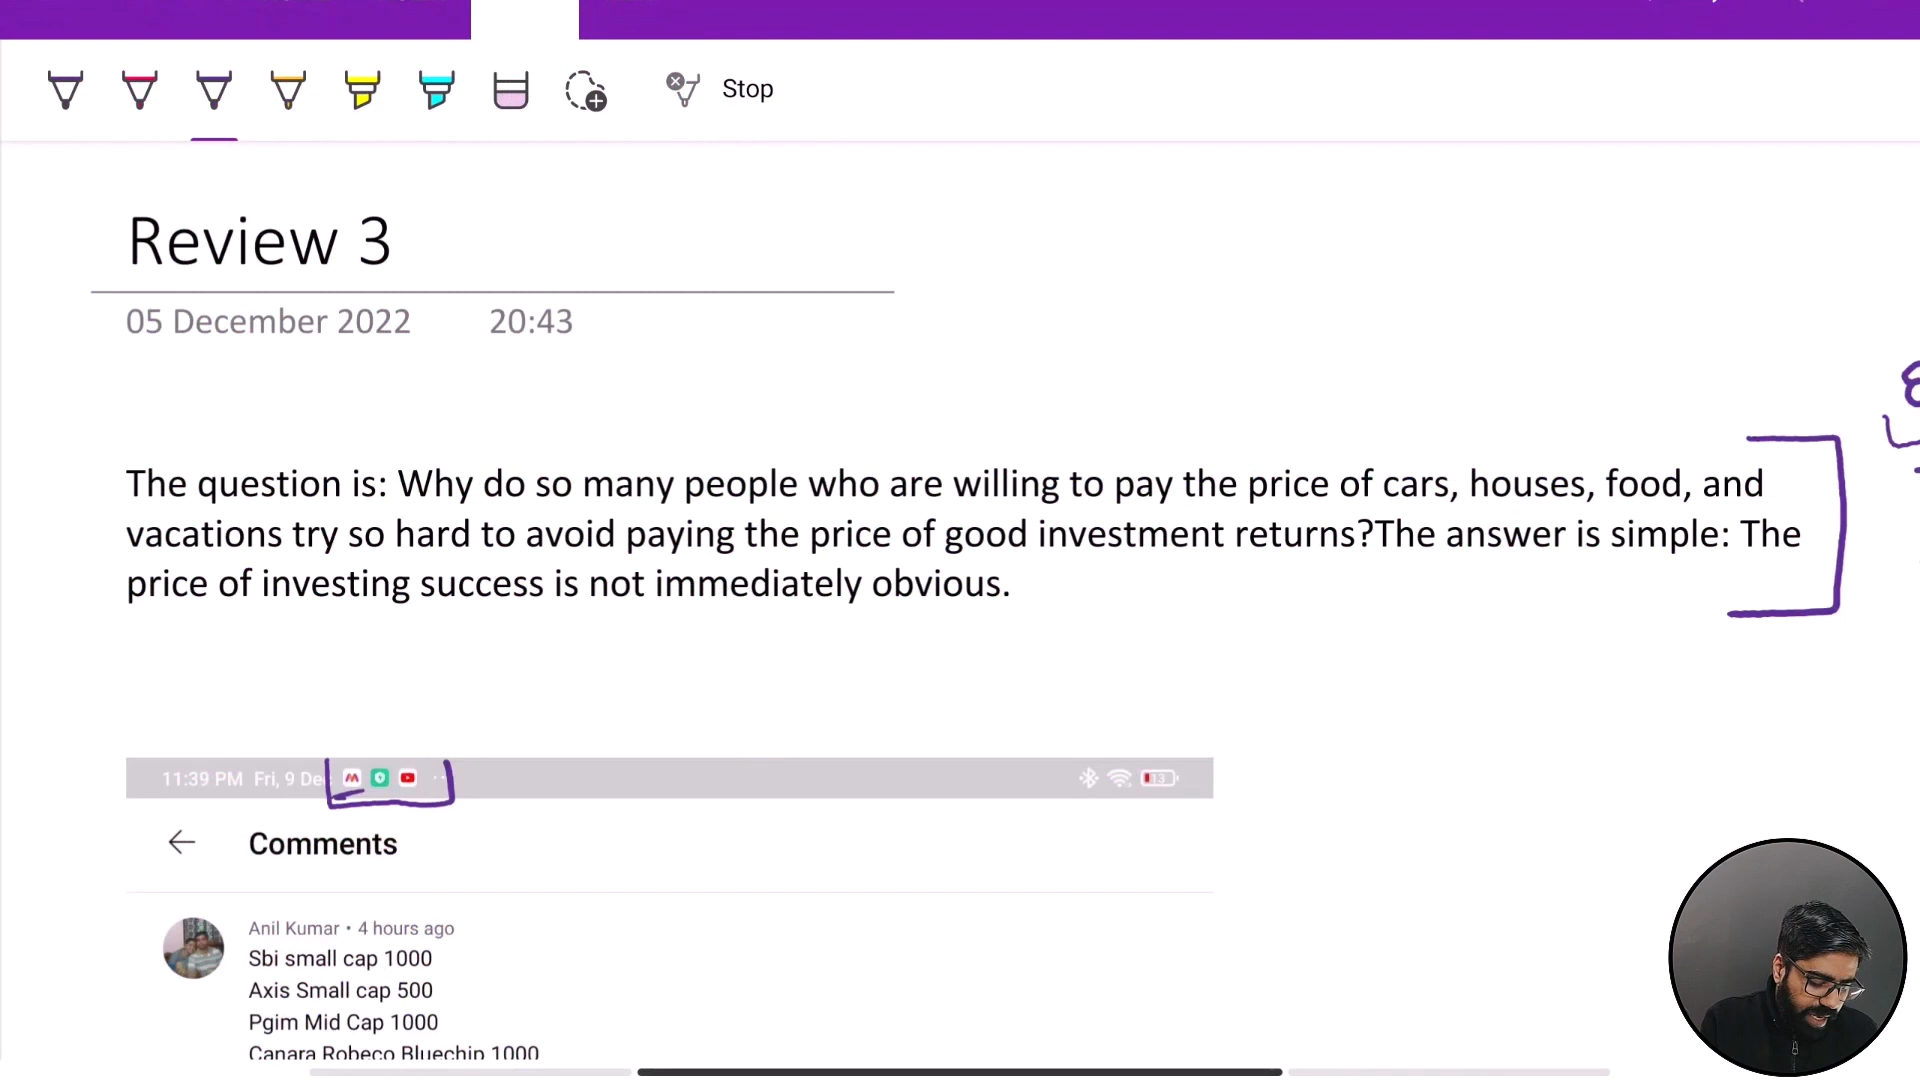 Stop
Review 3
05 December 2022 20:43
The question is: Why do so many people who are willing to pay the price of cars, houses, food, and
vacations try so hard to avoid paying the price of good investment returns?The answer is simple: The
price of investing success is not immediately obvious.
11:39 PM Fri, 9 De
13
Comments
Anil Kumar • 4 hours ago
Sbi small cap 1000
Axis Small cap 500
Pgim Mid Cap 1000
Canara Robeco Bluechip 1000